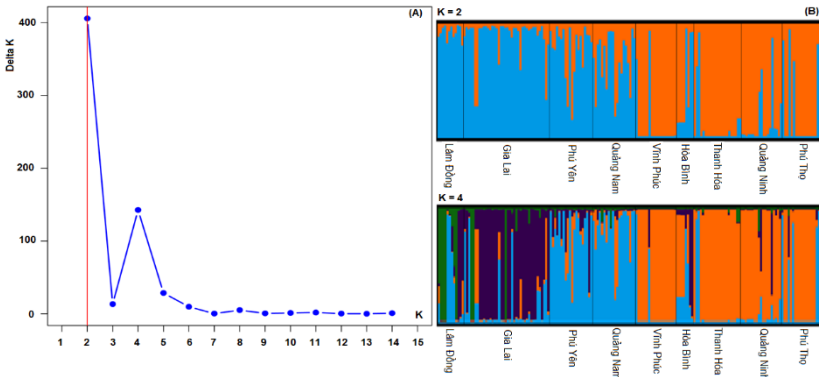 (A)
Delta K
400
300
200
100
0
K
1 2 3 4 5 6 7 8 9 10 11 12 13 14 15
K = 2
(B)
Lâm Đồng
Gia Lai
Phú Yên
Quảng Nam
Vĩnh Phúc
Hòa Bình
Thanh Hóa
Quảng Ninh
Phú Thọ
K = 4
Lâm Đồng
Gia Lai
Phú Yên
Quảng Nam
Vĩnh Phúc
Hòa Bình
Thanh Hóa
Quảng Ninh
Phú Thọ